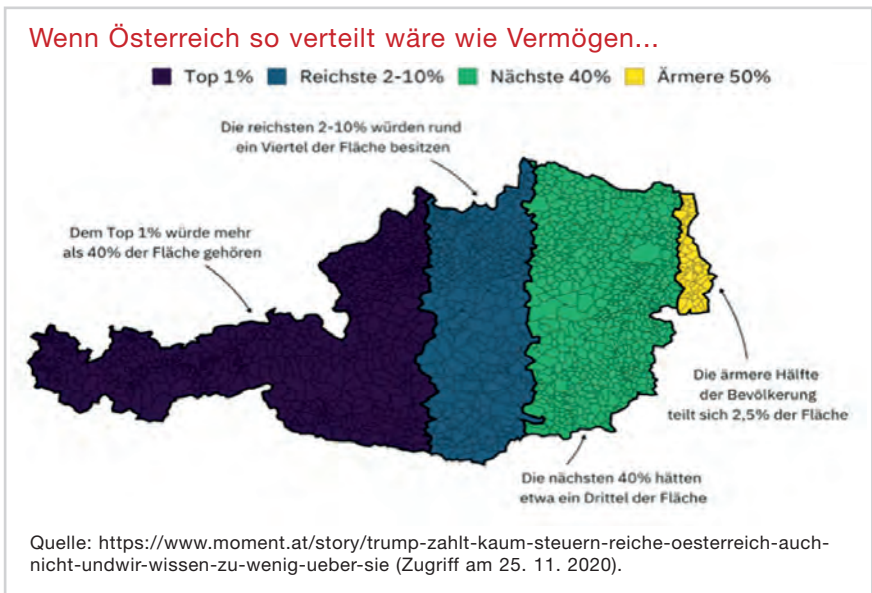 Wenn Österreich so verteilt wäre wie Vermögen...
Top 1% Reichste 2-10% Nächste 40% Ärmere 50%
Die reichsten 2-10% würden rund
ein Viertel der Fläche besitzen
Dem Top 1% würde mehr
als 40% der Fläche gehören
Die ärmere Hälfte
der Bevölkerung
teilt sich 2,5% der Fläche
Die nächsten 40% hätten
etwa ein Drittel der Fläche
Quelle: https://www.moment.at/story/trump-zahlt-kaum-steuern-reiche-oesterreich-auch-
nicht-undwir-wissen-zu-wenig-ueber-sie (Zugriff am 25. 11. 2020).